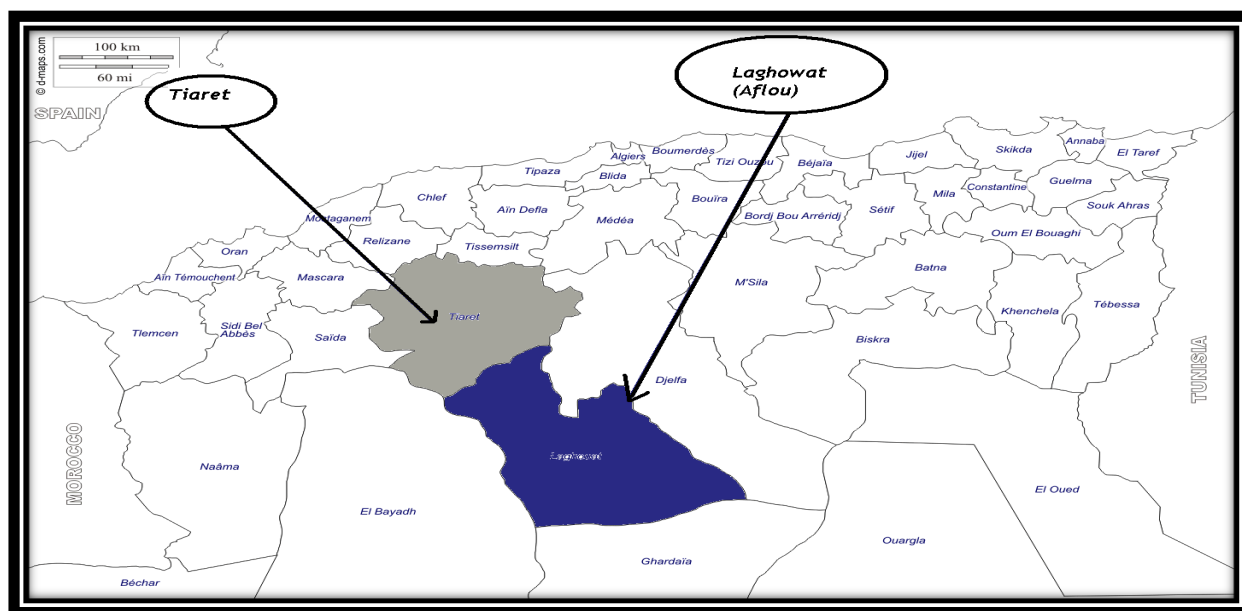 100 km
60 mi
© d-maps.com
Tiaret
Laghowat
(Aflou)
SPAIN
Algiers
Boumerdès
Tizi Ouzou
Béjaïa
Jijel
Skikda
Annaba
El Taref
Tipaza
Blida
Chlef
Aïn Defla
Médéa
Bouïra
Bordj Bou Arréridj
Sétif
Mila
Constantine
Guelma
Souk Ahras
Mostaganem
Relizane
Tissemsilt
Oum El Bouaghi
Oran
Aïn Témouchent
Mascara
M'Sila
Batna
Khenchela
Tébessa
Tlemcen
Sidi Bel
Abbès
Saïda
Tiaret
Biskra
Djelfa
TUNISIA
MOROCCO
Naâma
El Bayadh
Laghouat
Ghardaïa
Ouargla
El Oued
Béchar